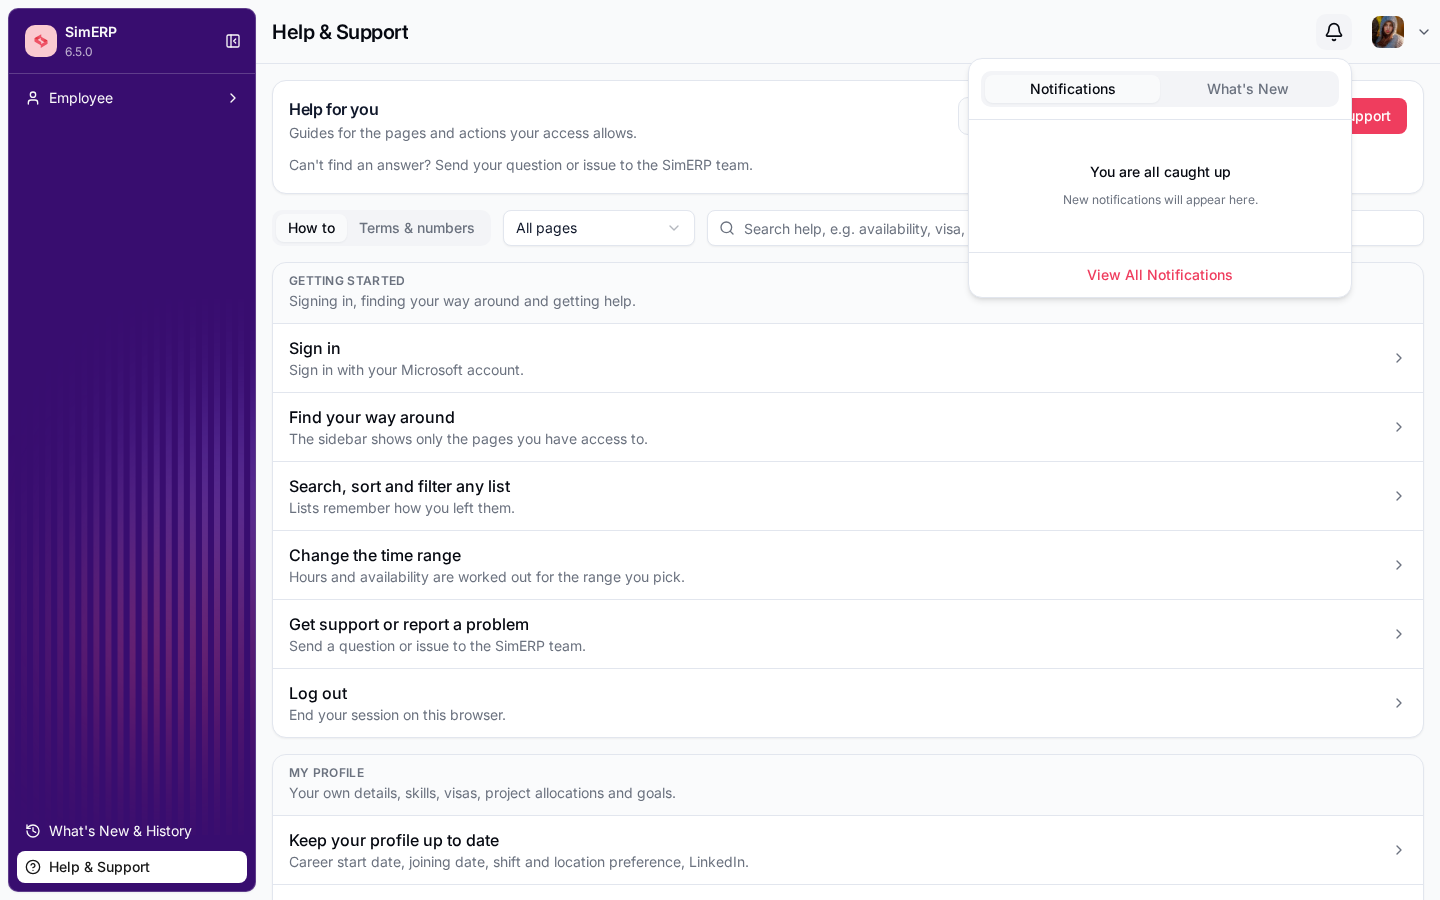 SimERP
6.5.0
Employee
What's New & History
Help & Support
Help & Support
Notifications
What's New
You are all caught up
New notifications will appear here.
View All Notifications
Help for you
Guides for the pages and actions your access allows.
Can't find an answer? Send your question or issue to the SimERP team.
How to
Terms & numbers
All pages
Search help, e.g. availability, visa,
GETTING STARTED
Signing in, finding your way around and getting help.
Sign in
Sign in with your Microsoft account.
Find your way around
The sidebar shows only the pages you have access to.
Search, sort and filter any list
Lists remember how you left them.
Change the time range
Hours and availability are worked out for the range you pick.
Get support or report a problem
Send a question or issue to the SimERP team.
Log out
End your session on this browser.
MY PROFILE
Your own details, skills, visas, project allocations and goals.
Keep your profile up to date
Career start date, joining date, shift and location preference, LinkedIn.